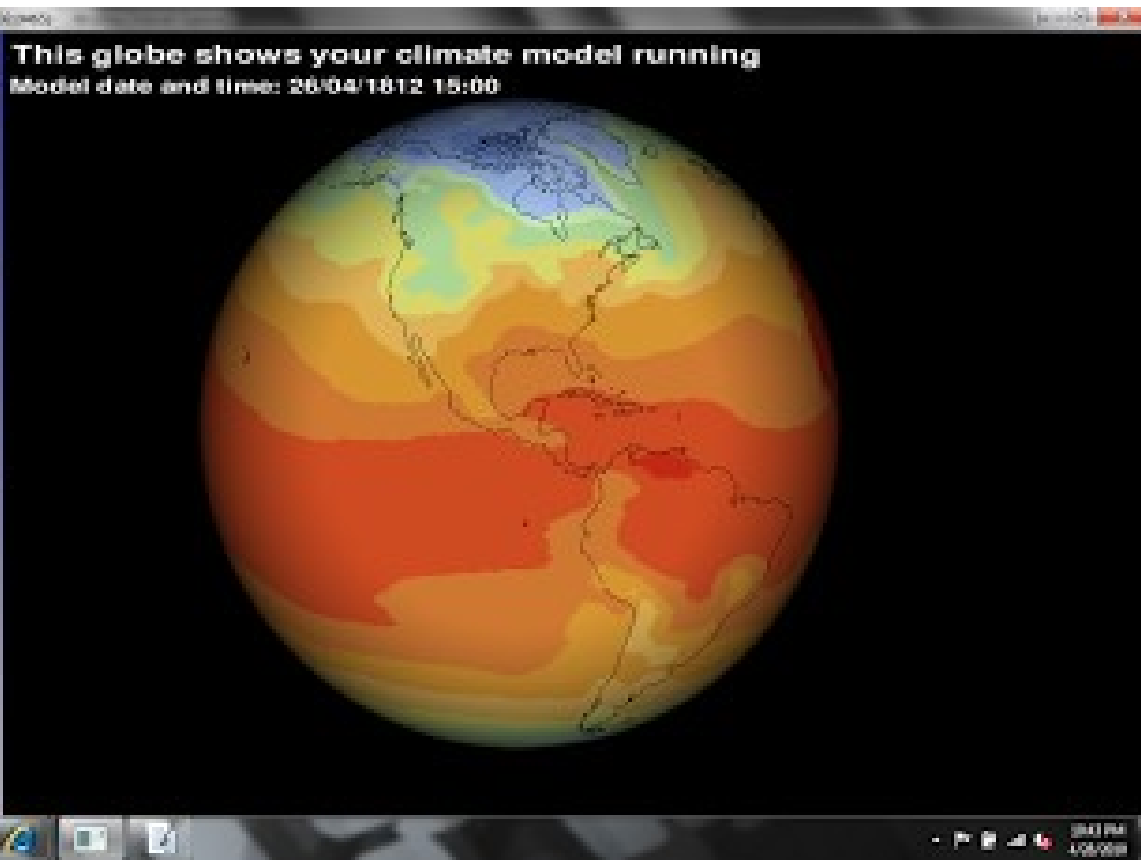 This globe shows your climate model running
Model date and time: 26/04/1812 15:00